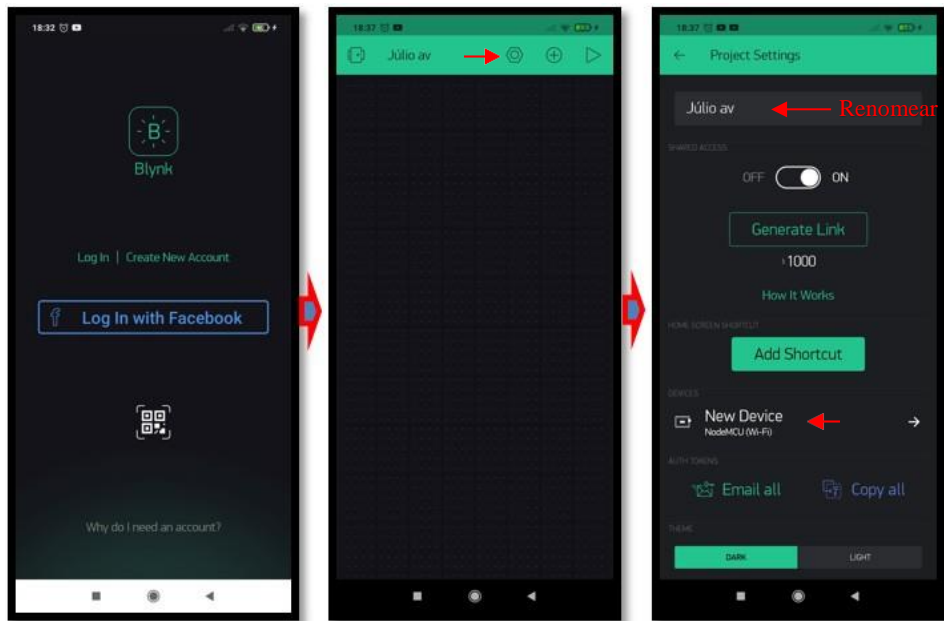 18:32
Blynk
Log In | Create New Account
f Log In with Facebook
Why do I need an account?
18:37
Júlio av
18:37
Project Settings
Júlio av
Renomear
SHARED ACCESS
OFF ON
Generate Link
1000
How It Works
HOME SCREEN SHORTCUT
Add Shortcut
DEVICES
New Device
NodeMCU (Wi-Fi)
AUTH TOKENS
Email all Copy all
THEME
DARK LIGHT